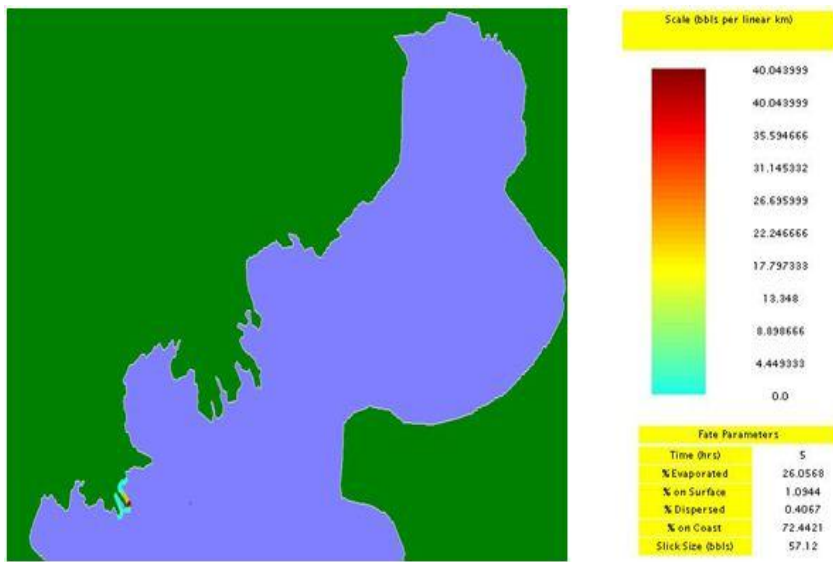 Scale (bbls per linear km)
40.043999
40.043999
35.594666
31.145332
26.695999
22.246666
17.797333
13.348
8.898666
4.449333
0.0
Fate Parameters
Time (hrs) 5
% Evaporated 26.0568
% on Surface 1.0944
% Dispersed 0.4067
% on Coast 72.4421
Slick Size (bbls) 57.12